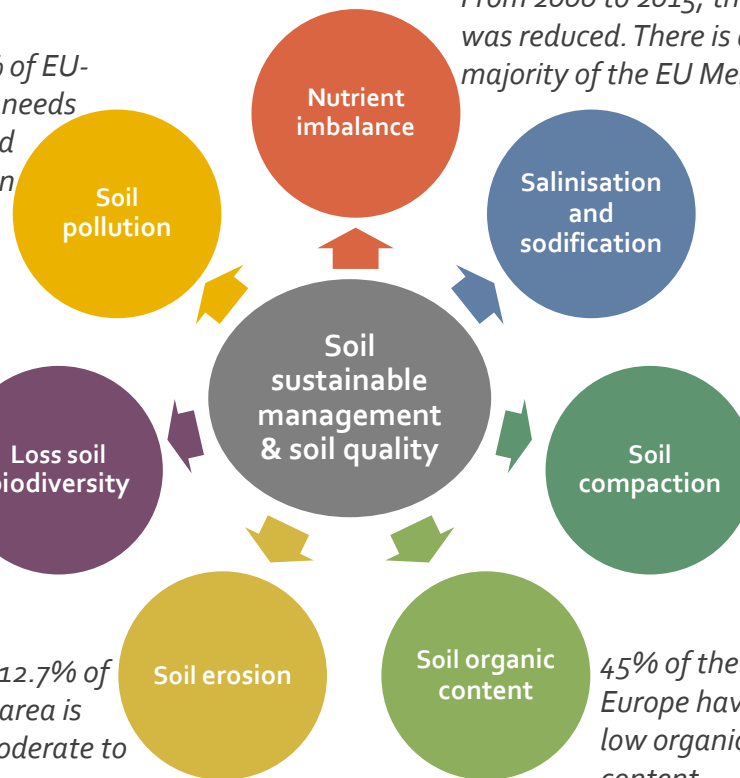 From 2000 to 2015, th
was reduced. There is
majority of the EU Me
% of EU-
needs
d
n
Nutrient
imbalance
Soil
pollution
Salinisation
and
sodification
Soil
sustainable
management
& soil quality
Loss soil
biodiversity
Soil
compaction
Soil erosion
Soil organic
content
12.7% of
area is
oderate to
45% of the
Europe hav
low organic
content